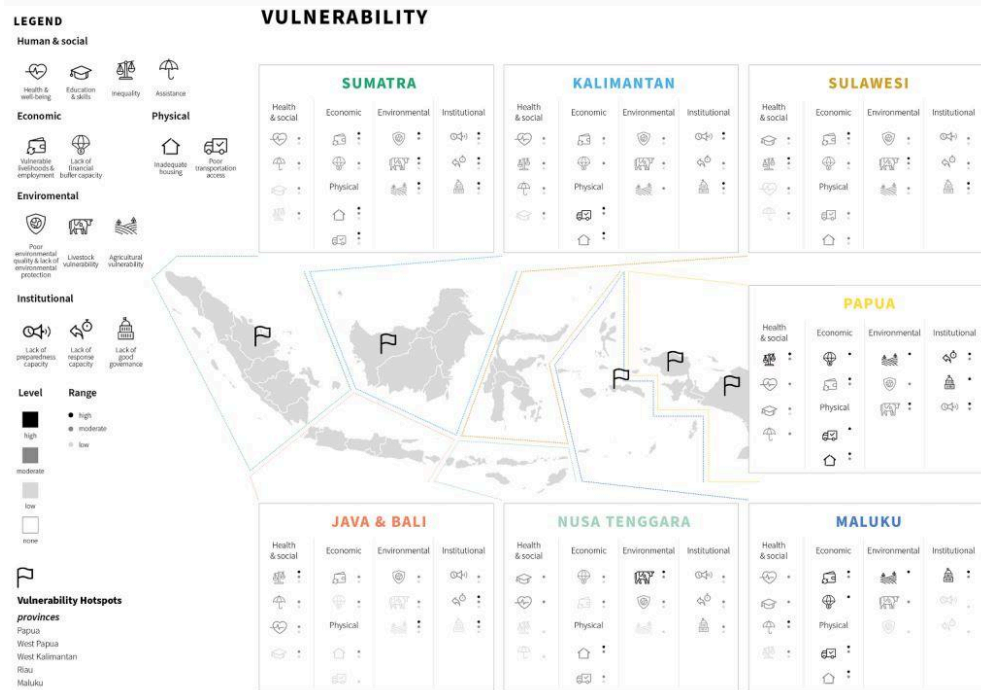 VULNERABILITY
LEGEND
Human & social
Health &
well-being
Education
& skills
Inequality
Assistance
Economic
Physical
Vulnerable
livelihoods &
employment
Lack of
financial
buffer capacity
Inadequate
housing
Poor
transportation
access
Enviromental
Poor
environmental
quality & lack of
environmental
protection
Livestock
vulnerability
Agricultural
vulnerability
Institutional
Lack of
preparedness
capacity
Lack of
response
capacity
Lack of
good
governance
Level
Range
high
moderate
low
none
high
moderate
low
Vulnerability Hotspots
provinces
Papua
West Papua
West Kalimantan
Riau
Maluku
SUMATRA
Health
& social
Economic
Environmental
Institutional
Physical
KALIMANTAN
Health
& social
Economic
Environmental
Institutional
Physical
SULAWESI
Health
& social
Economic
Environmental
Institutional
Physical
PAPUA
Health
& social
Economic
Environmental
Institutional
Physical
JAVA & BALI
Health
& social
Economic
Environmental
Institutional
Physical
NUSA TENGGARA
Health
& social
Economic
Environmental
Institutional
Physical
MALUKU
Health
& social
Economic
Environmental
Institutional
Physical